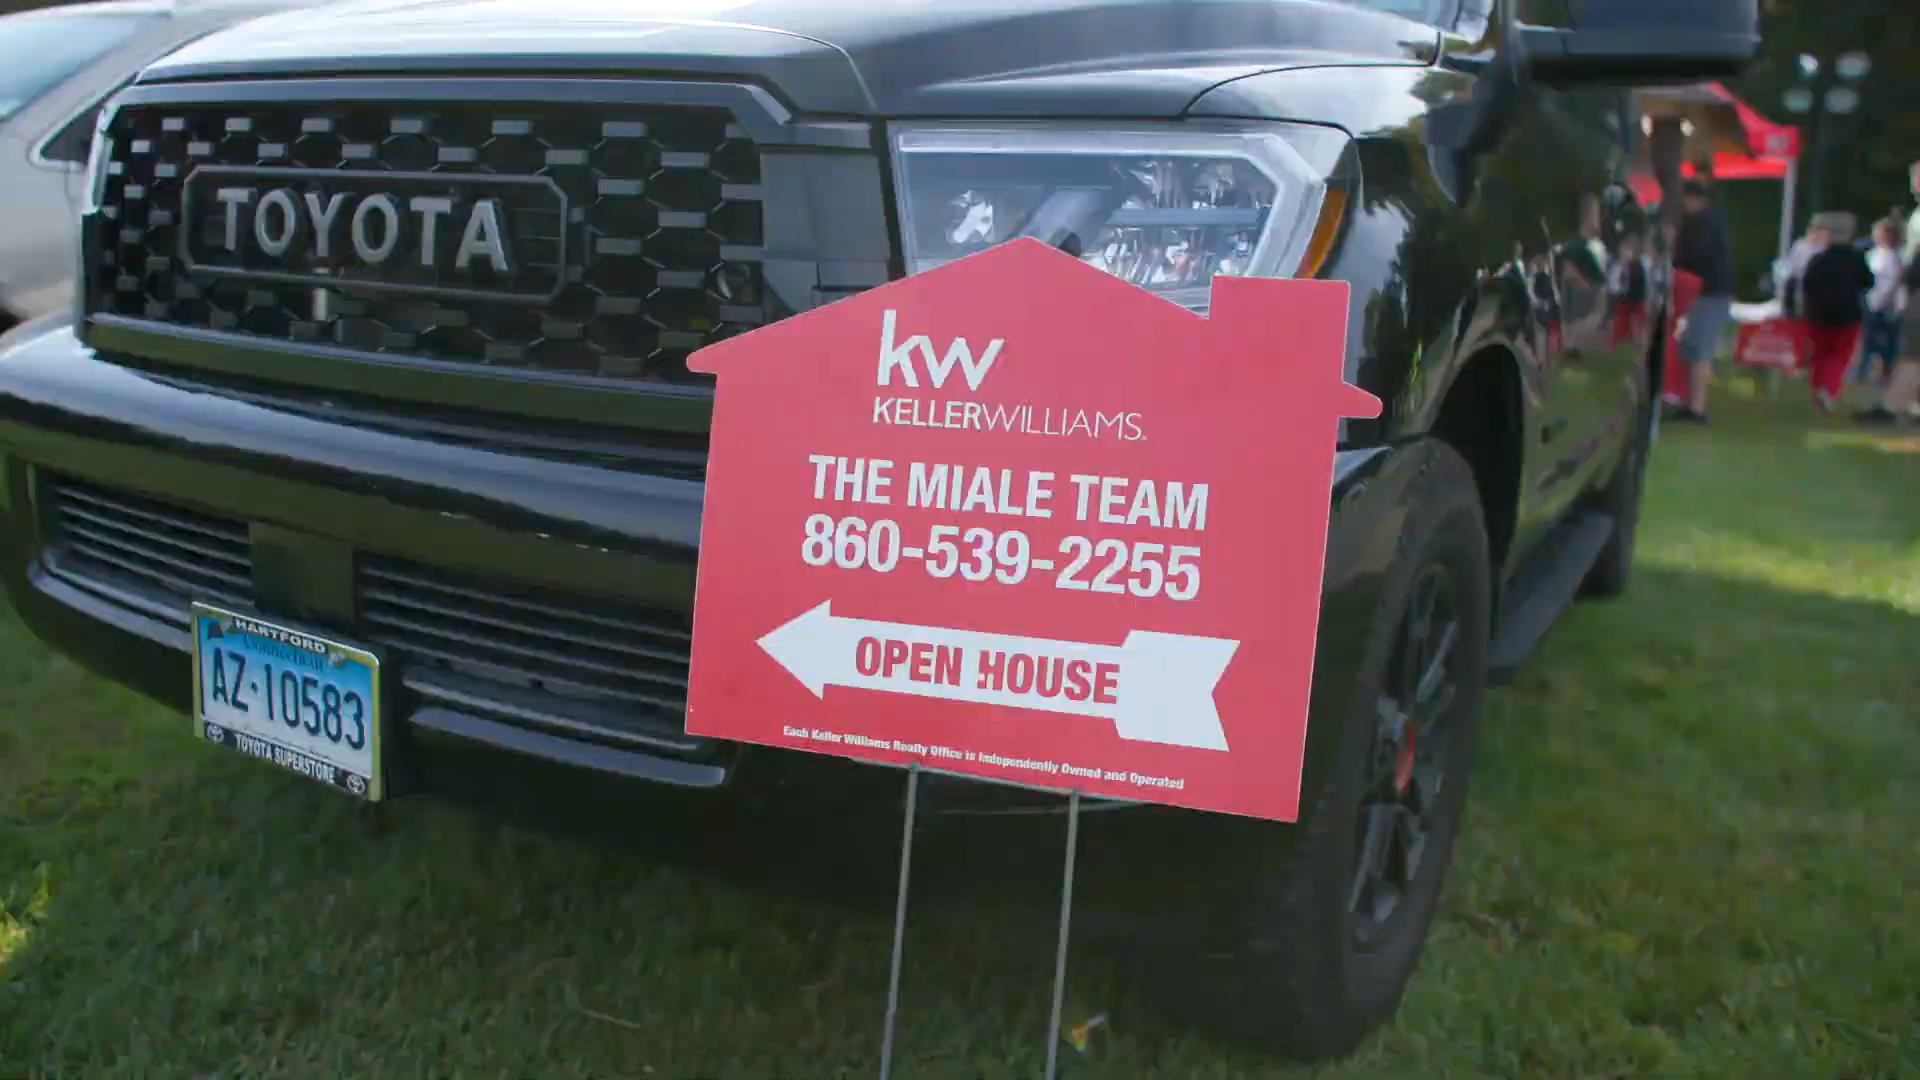 TOYOTA
kw
KELLERWILLIAMS.
THE MIALE TEAM
860-539-2255
OPEN HOUSE
Each Keller Williams Realty Office is Independently Owned and Operated
HARTFORD
Connecticut
AZ·10583
TOYOTA SUPERSTORE